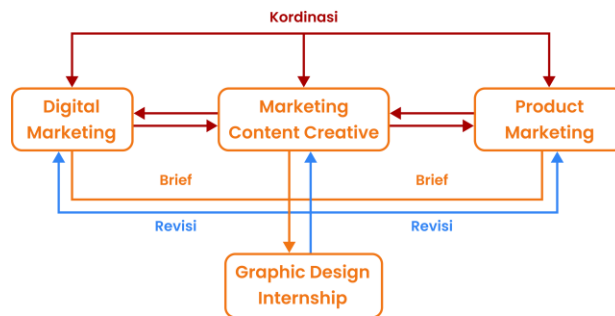 Kordinasi
Digital
Marketing
Marketing
Content Creative
Product
Marketing
Brief
Brief
Revisi
Revisi
Graphic Design
Internship